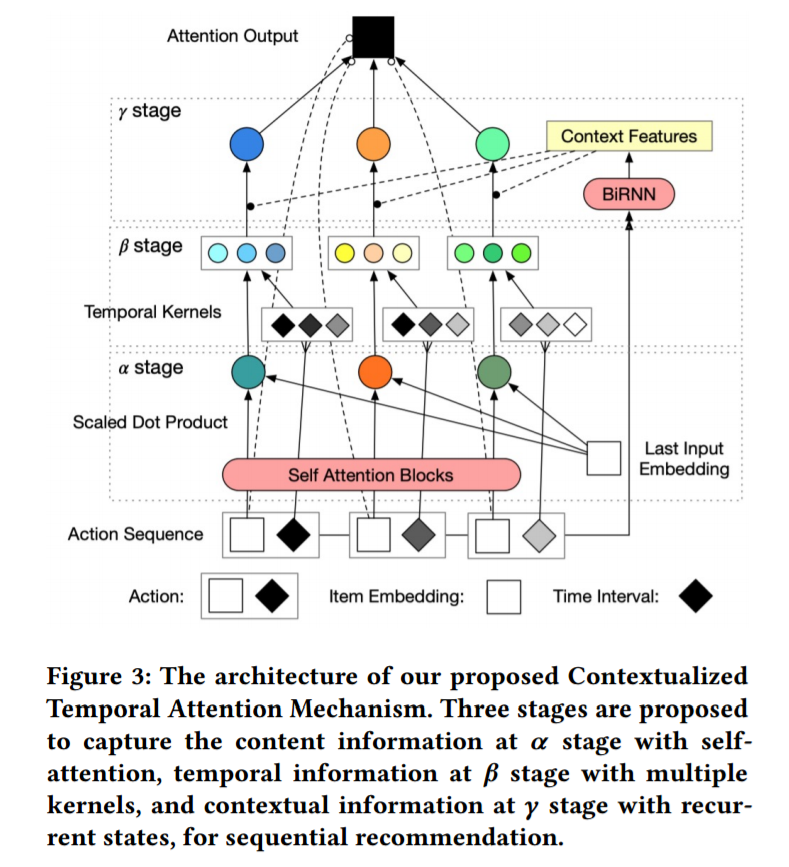 Attention Output
γ stage
Context Features
BiRNN
β stage
Temporal Kernels
α stage
Scaled Dot Product
Last Input
Embedding
Self Attention Blocks
Action Sequence
Action:
Item Embedding:
Time Interval:
Figure 3: The architecture of our proposed Contextualized
Temporal Attention Mechanism. Three stages are proposed
to capture the content information at α stage with self-
attention, temporal information at β stage with multiple
kernels, and contextual information at γ stage with recur-
rent states, for sequential recommendation.